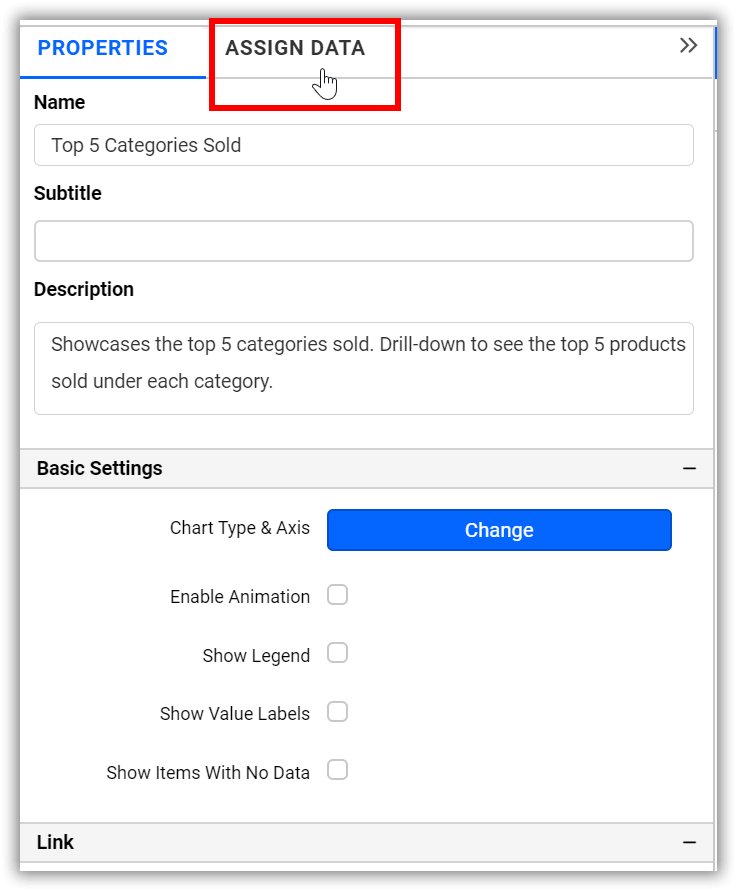 PROPERTIES ASSIGN DATA
Name
Top 5 Categories Sold
Subtitle
Description
Showcases the top 5 categories sold. Drill-down to see the top 5 products
sold under each category.
Basic Settings
Chart Type & Axis Change
Enable Animation
Show Legend
Show Value Labels
Show Items With No Data
Link